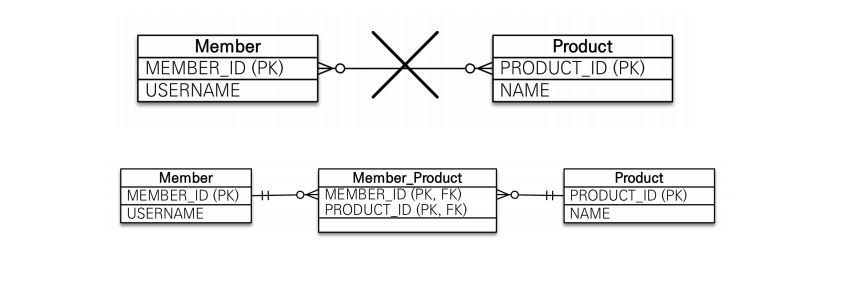 Member
MEMBER_ID (PK)
USERNAME
Product
PRODUCT_ID (PK)
NAME
Member
MEMBER_ID (PK)
USERNAME
Member_Product
MEMBER_ID (PK, FK)
PRODUCT_ID (PK, FK)
Product
PRODUCT_ID (PK)
NAME